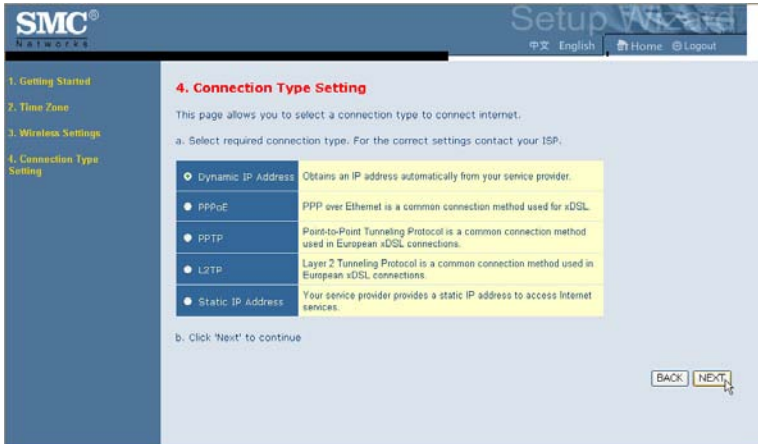 SMC®
Networks
Setup Wizard
中文 English
Home Logout
1. Getting Started
2. Time Zone
3. Wireless Settings
4. Connection Type
Setting
4. Connection Type Setting
This page allows you to select a connection type to connect internet.
a. Select required connection type. For the correct settings contact your ISP.
Dynamic IP Address
Obtains an IP address automatically from your service provider.
PPPoE
PPP over Ethernet is a common connection method used for xDSL.
PPTP
Point-to-Point Tunneling Protocol is a common connection method
used in European xDSL connections.
L2TP
Layer 2 Tunneling Protocol is a common connection method used in
European xDSL connections.
Static IP Address
Your service provider provides a static IP address to access Internet
services.
b. Click 'Next' to continue
BACK NEXT